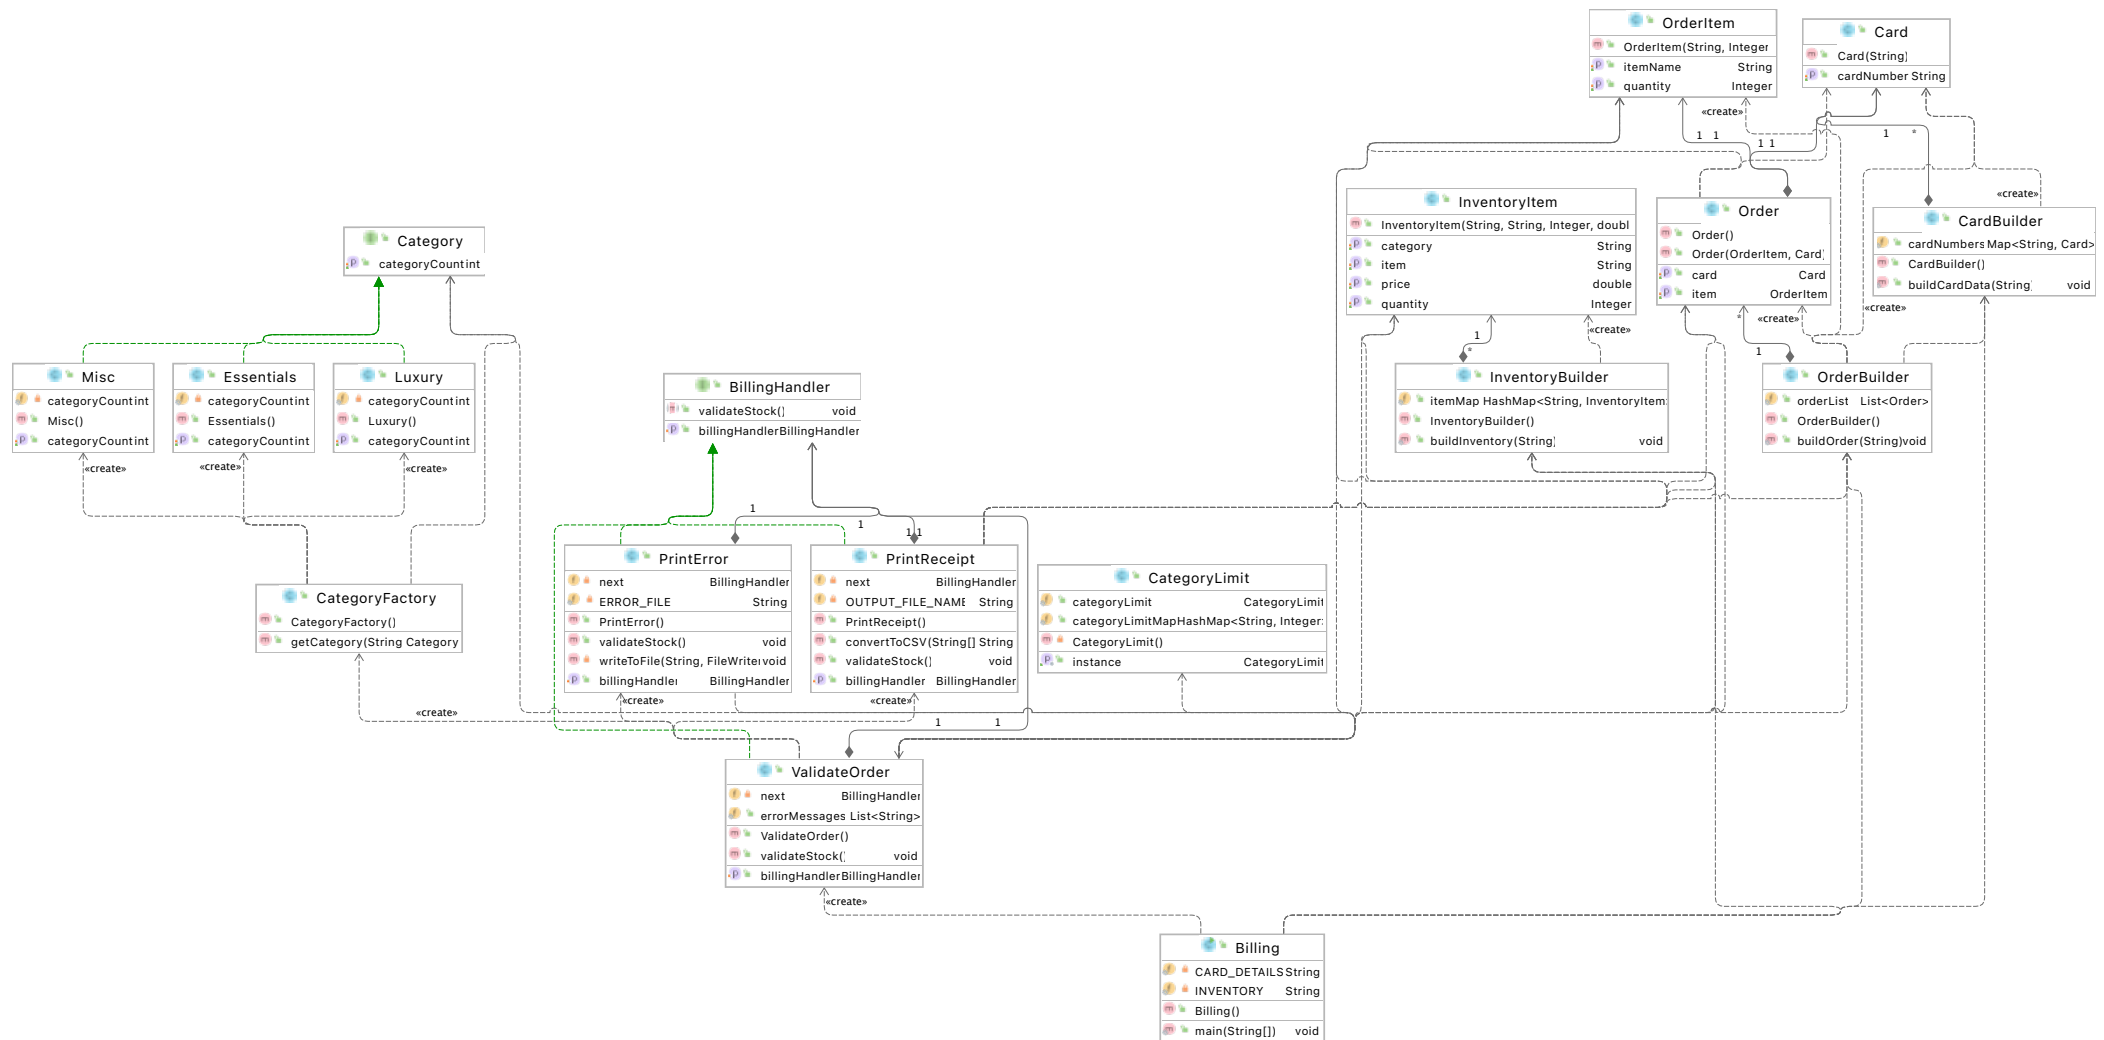 OrderItem
OrderItem(String, Integer
itemName String
quantity Integer
Card
Card(String)
cardNumber String
«create»
1 1
1 1
1 *
InventoryItem
InventoryItem(String, String, Integer, doubl
category String
item String
price double
quantity Integer
Order
Order()
Order(OrderItem, Card)
card Card
item OrderItem
«create»
CardBuilder
cardNumbers Map<String, Card>
CardBuilder()
buildCardData(String) void
Category
categoryCount int
«create»
«create»
«create»
1
*
*
1
Misc
categoryCount int
Misc()
categoryCount int
Essentials
categoryCount int
Essentials()
categoryCount int
Luxury
categoryCount int
Luxury()
categoryCount int
BillingHandler
validateStock() void
billingHandler BillingHandler
InventoryBuilder
itemMap HashMap<String, InventoryItem
InventoryBuilder()
buildInventory(String) void
OrderBuilder
orderList List<Order>
OrderBuilder()
buildOrder(String) void
«create»
«create»
«create»
1
1
1 1
PrintError
next BillingHandler
ERROR_FILE String
PrintError()
validateStock() void
writeToFile(String, FileWriter void
billingHandler BillingHandler
PrintReceipt
next BillingHandler
OUTPUT_FILE_NAME String
PrintReceipt()
convertToCSV(String[] String
validateStock() void
billingHandler BillingHandler
CategoryLimit
categoryLimit CategoryLimit
categoryLimitMap HashMap<String, Integer
CategoryLimit()
instance CategoryLimit
CategoryFactory
CategoryFactory()
getCategory(String Category
«create»
«create»
«create»
1 1
ValidateOrder
next BillingHandler
errorMessages List<String>
ValidateOrder()
validateStock() void
billingHandler BillingHandler
«create»
Billing
CARD_DETAILS String
INVENTORY String
Billing()
main(String[]) void